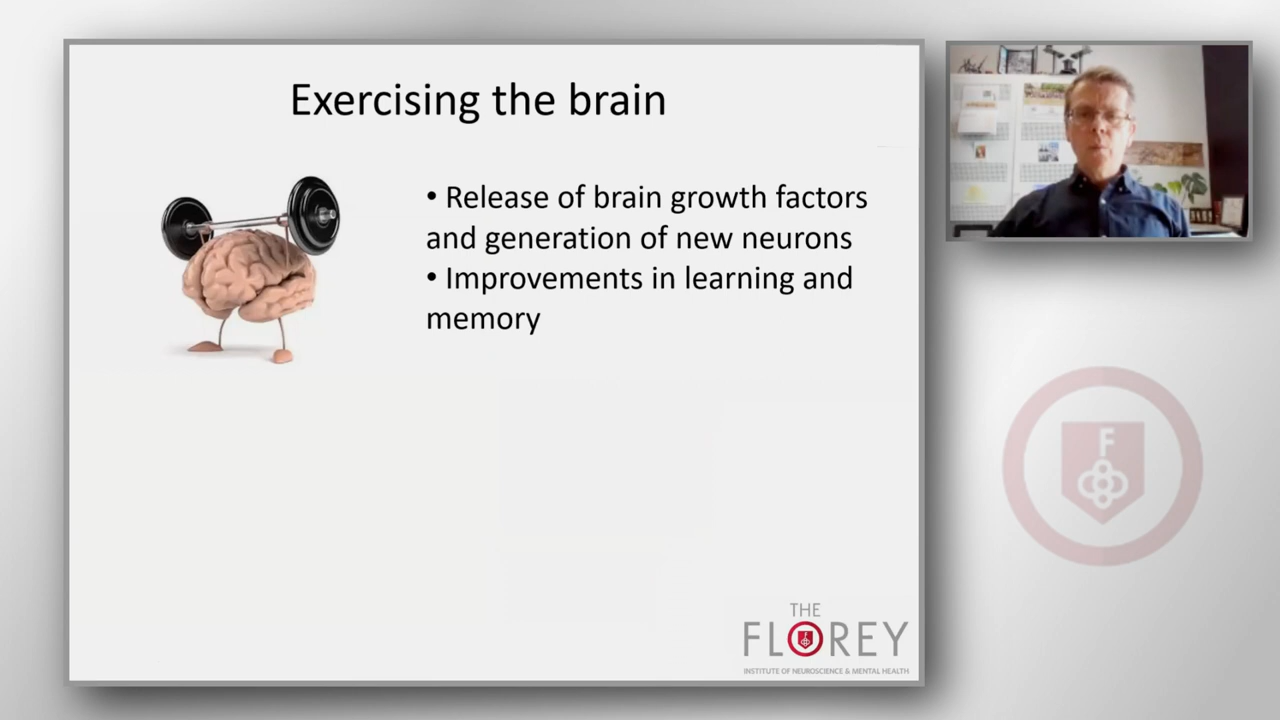 Exercising the brain
• Release of brain growth factors
and generation of new neurons
• Improvements in learning and
memory
THE
FLOREY
INSTITUTE OF NEUROSCIENCE & MENTAL HEALTH
F